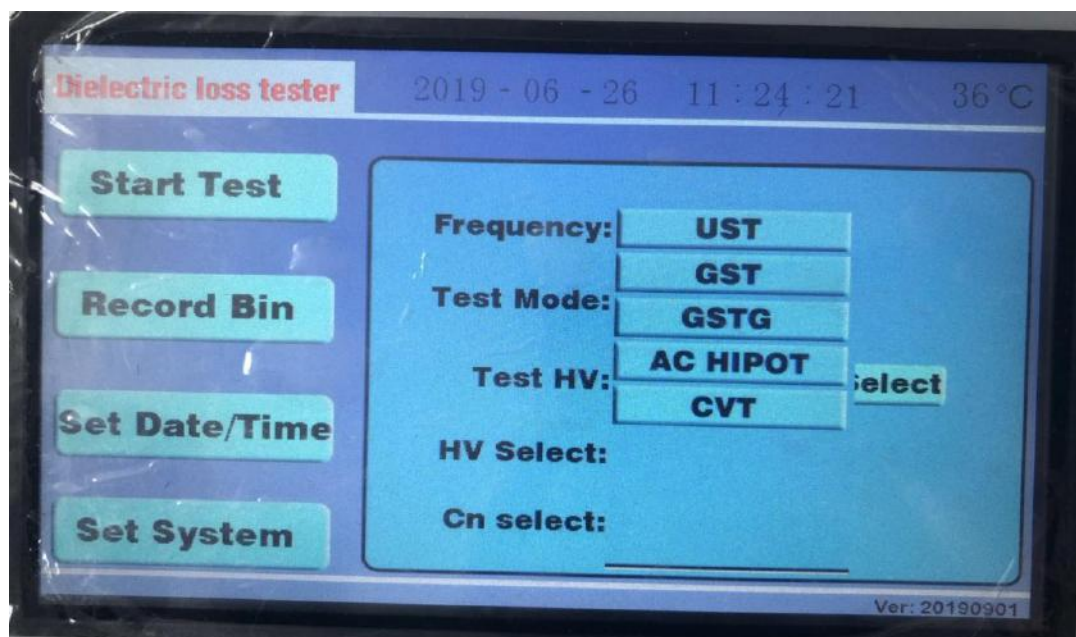 Dielectric loss tester 2019 - 06 - 26 11 : 24 : 21 36°C
Start Test
Record Bin
Set Date/Time
Set System
Frequency:
Test Mode:
Test HV:
HV Select:
Cn select:
UST
GST
GSTG
AC HIPOT
CVT
Select
Ver: 20190901